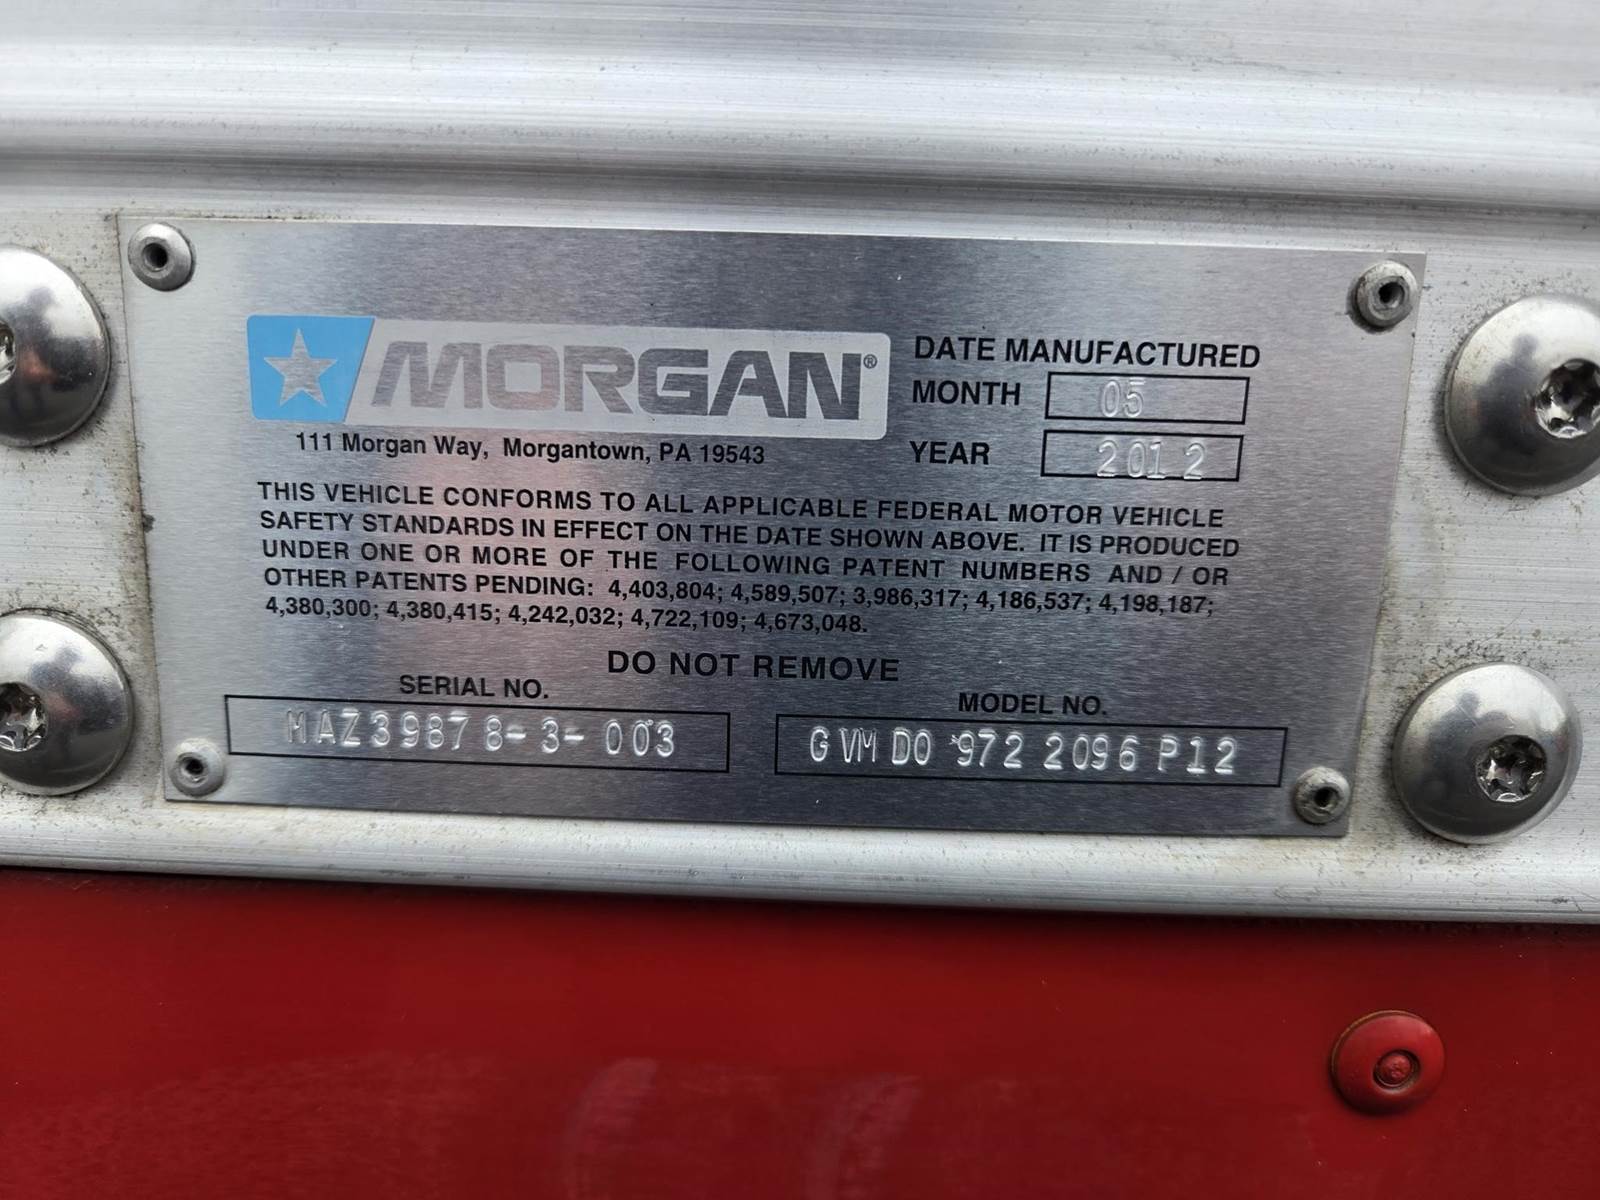 MORGAN®
111 Morgan Way, Morgantown, PA 19543
DATE MANUFACTURED
MONTH 05
YEAR 2012
THIS VEHICLE CONFORMS TO ALL APPLICABLE FEDERAL MOTOR VEHICLE
SAFETY STANDARDS IN EFFECT ON THE DATE SHOWN ABOVE. IT IS PRODUCED
UNDER ONE OR MORE OF THE FOLLOWING PATENT NUMBERS AND / OR
OTHER PATENTS PENDING: 4,403,804; 4,589,507; 3,986,317; 4,186,537; 4,198,187;
4,380,300; 4,380,415; 4,242,032; 4,722,109; 4,673,048.
DO NOT REMOVE
SERIAL NO.
MAZ39878-3-003
MODEL NO.
GVMD0 972 2096 P12